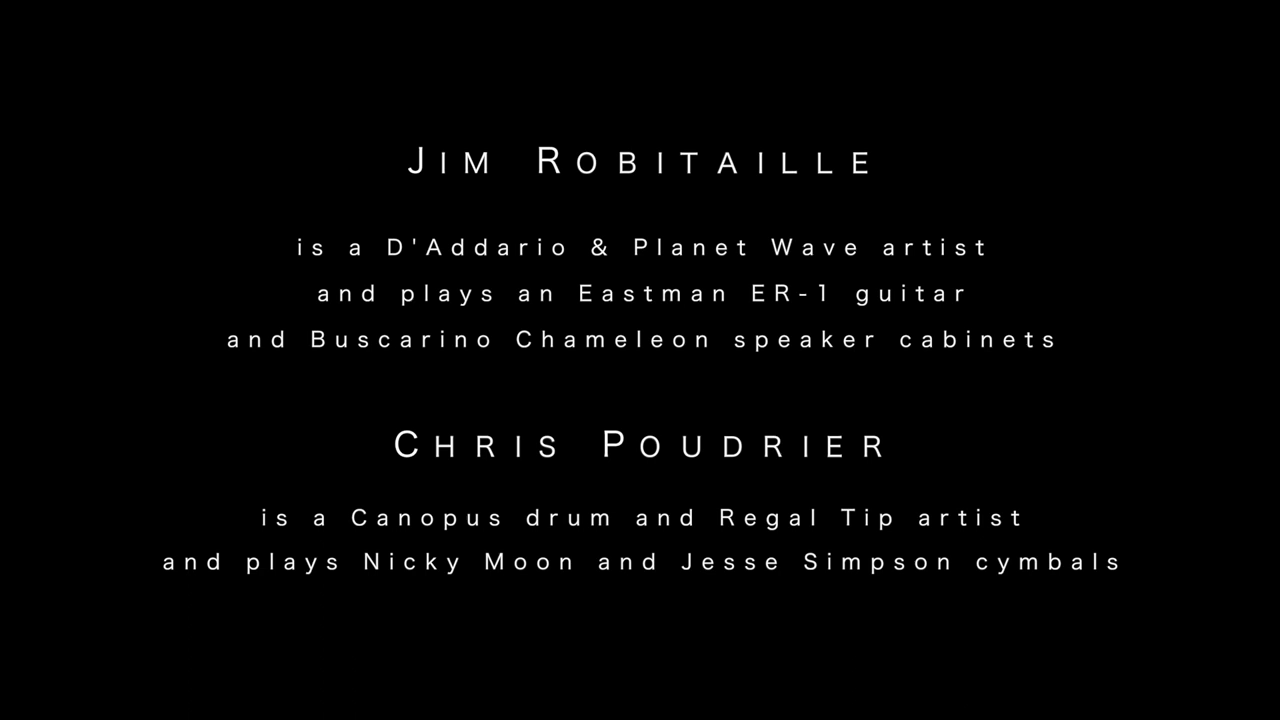 Jim Robitaille
is a D'Addario & Planet Wave artist
and plays an Eastman ER-1 guitar
and Buscarino Chameleon speaker cabinets
Chris Poudrier
is a Canopus drum and Regal Tip artist
and plays Nicky Moon and Jesse Simpson cymbals